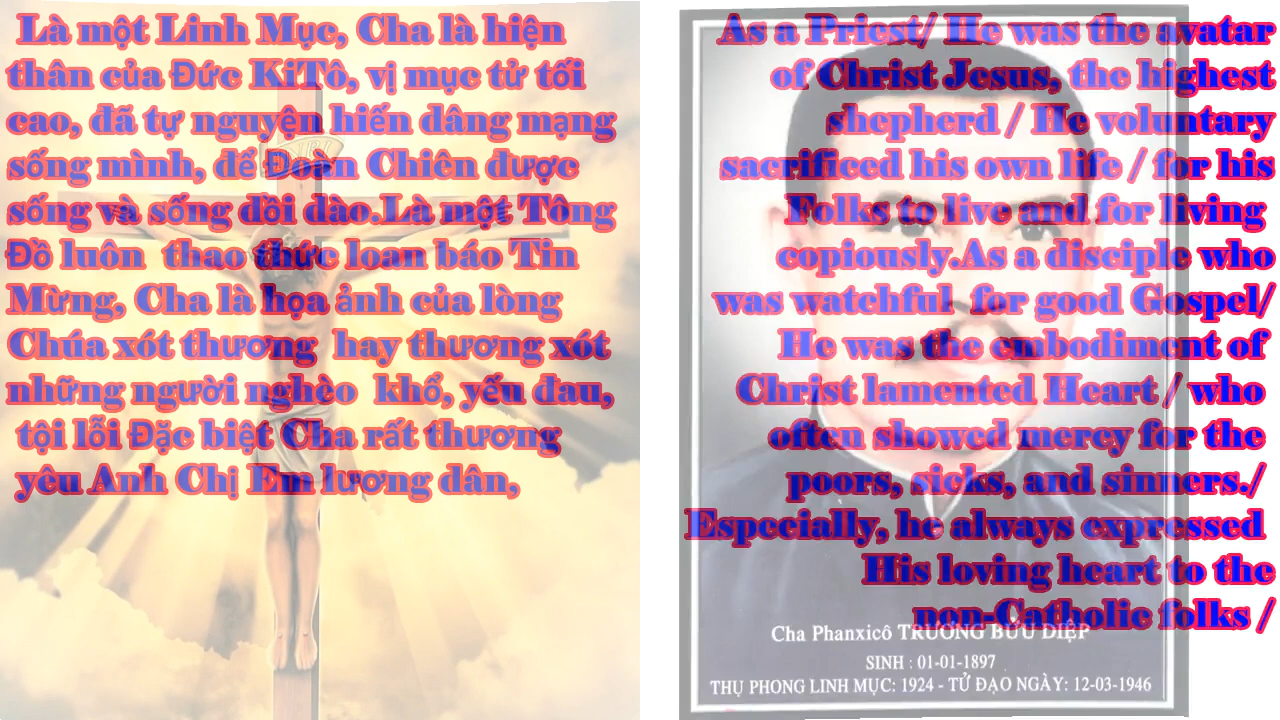 Là một Linh Mục, Cha là hiện
thân của Đức KiTô, vị mục tử tối
cao, đã tự nguyện hiến dâng mạng
sống mình, để Đoàn Chiên được
sống và sống dồi dào.Là một Tông
Đồ luôn thao thức loan báo Tin
Mừng, Cha là họa ảnh của lòng
Chúa xót thương hay thương xót
những người nghèo khổ, yếu đau,
tội lỗi Đặc biệt Cha rất thương
yêu Anh Chị Em lương dân,
As a Priest/ He was the avatar
of Christ Jesus, the highest
shepherd / He voluntary
sacrificed his own life / for his
Folks to live and for living
copiously.As a disciple who
was watchful for good Gospel/
He was the embodiment of
Christ lamented Heart / who
often showed mercy for the
poors, sicks, and sinners./
Especially, he always expressed
His loving heart to the
non-Catholic folks /
Cha Phanxicô TRƯƠNG BỬU DIỆP
SINH : 01-01-1897
THỤ PHONG LINH MỤC: 1924 - TỬ ĐẠO NGÀY: 12-03-1946